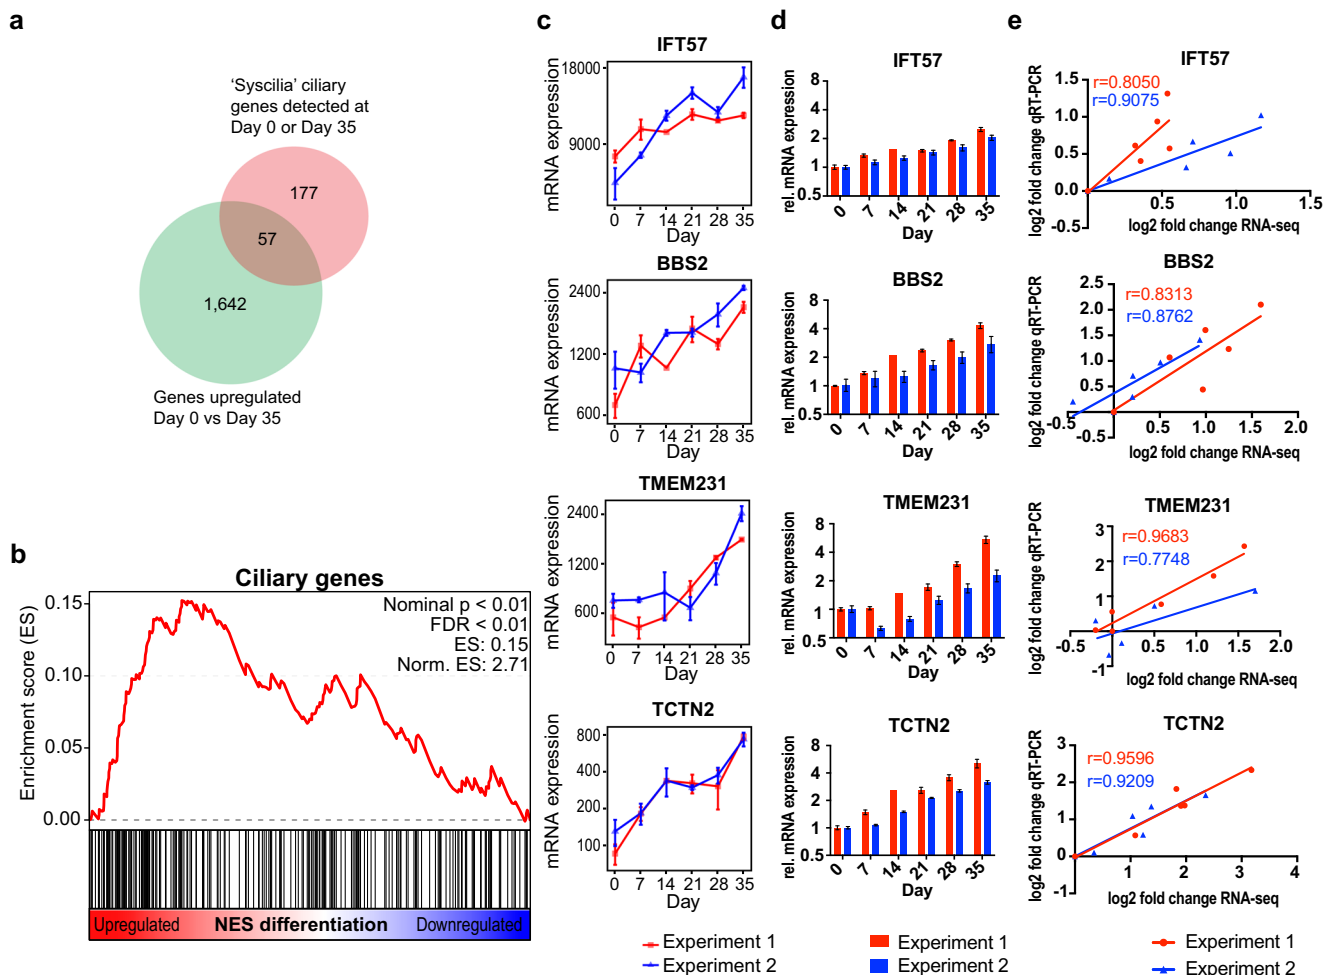 a
'Syscilia' ciliary
genes detected at
Day 0 or Day 35
177
57
1,642
Genes upregulated
Day 0 vs Day 35
b
Ciliary genes
Nominal p < 0.01
FDR < 0.01
ES: 0.15
Norm. ES: 2.71
Enrichment score (ES)
0.15
0.10
0.05
0.00
Upregulated NES differentiation Downregulated
c
IFT57
mRNA expression
18000
9000
0 7 14 21 28 35
Day
BBS2
mRNA expression
2400
1200
600
0 7 14 21 28 35
TMEM231
mRNA expression
2400
1200
600
0 7 14 21 28 35
TCTN2
mRNA expression
800
400
200
100
0 7 14 21 28 35
Day
Experiment 1
Experiment 2
d
IFT57
rel. mRNA expression
8
4
2
1
0.5
0 7 14 21 28 35
Day
BBS2
rel. mRNA expression
8
4
2
1
0.5
0 7 14 21 28 35
Day
TMEM231
rel. mRNA expression
8
4
2
1
0.5
0 7 14 21 28 35
Day
TCTN2
rel. mRNA expression
8
4
2
1
0.5
0 7 14 21 28 35
Day
Experiment 1
Experiment 2
e
IFT57
r=0.8050
r=0.9075
log2 fold change qRT-PCR
1.5
1.0
0.5
0.0
-0.5
0.5 1.0 1.5
log2 fold change RNA-seq
BBS2
r=0.8313
r=0.8762
log2 fold change qRT-PCR
2.5
2.0
1.5
1.0
0.5
-0.5
-0.5 0.5 1.0 1.5 2.0
log2 fold change RNA-seq
TMEM231
r=0.9683
r=0.7748
log2 fold change qRT-PCR
3
2
1
-1
-0.5 0.5 1.0 1.5 2.0
log2 fold change RNA-seq
TCTN2
r=0.9596
r=0.9209
log2 fold change qRT-PCR
3
2
1
0
-1
1 2 3 4
log2 fold change RNA-seq
Experiment 1
Experiment 2